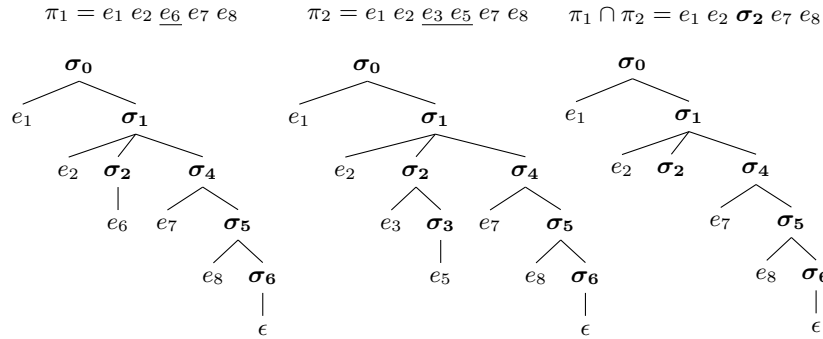 π₁ = e₁ e₂ e₆ e₇ e₈ π₂ = e₁ e₂ e₃ e₅ e₇ e₈ π₁ ∩ π₂ = e₁ e₂ σ₂ e₇ e₈
σ₀ σ₀ σ₀
e₁ σ₁ e₁ σ₁ e₁ σ₁
e₂ σ₂ σ₄ e₂ σ₂ σ₄ e₂ σ₂ σ₄
e₆ e₇ σ₅ e₃ σ₃ e₇ σ₅ e₇ σ₅
e₈ σ₆ e₅ e₈ σ₆ e₈ σ₆
ϵ ϵ ϵ